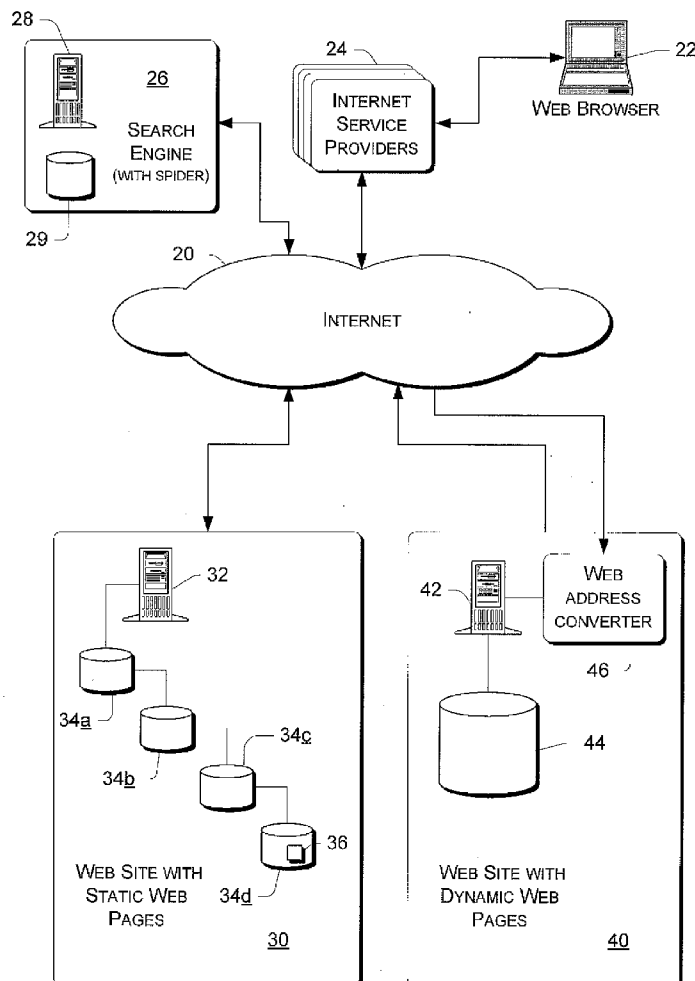 28
26
SEARCH
ENGINE
(WITH SPIDER)
29
24
INTERNET
SERVICE
PROVIDERS
22
WEB BROWSER
20
INTERNET
32
34a
34b
34c
36
34d
WEB SITE WITH
STATIC WEB
PAGES
30
42
WEB
ADDRESS
CONVERTER
46
44
WEB SITE WITH
DYNAMIC WEB
PAGES
40